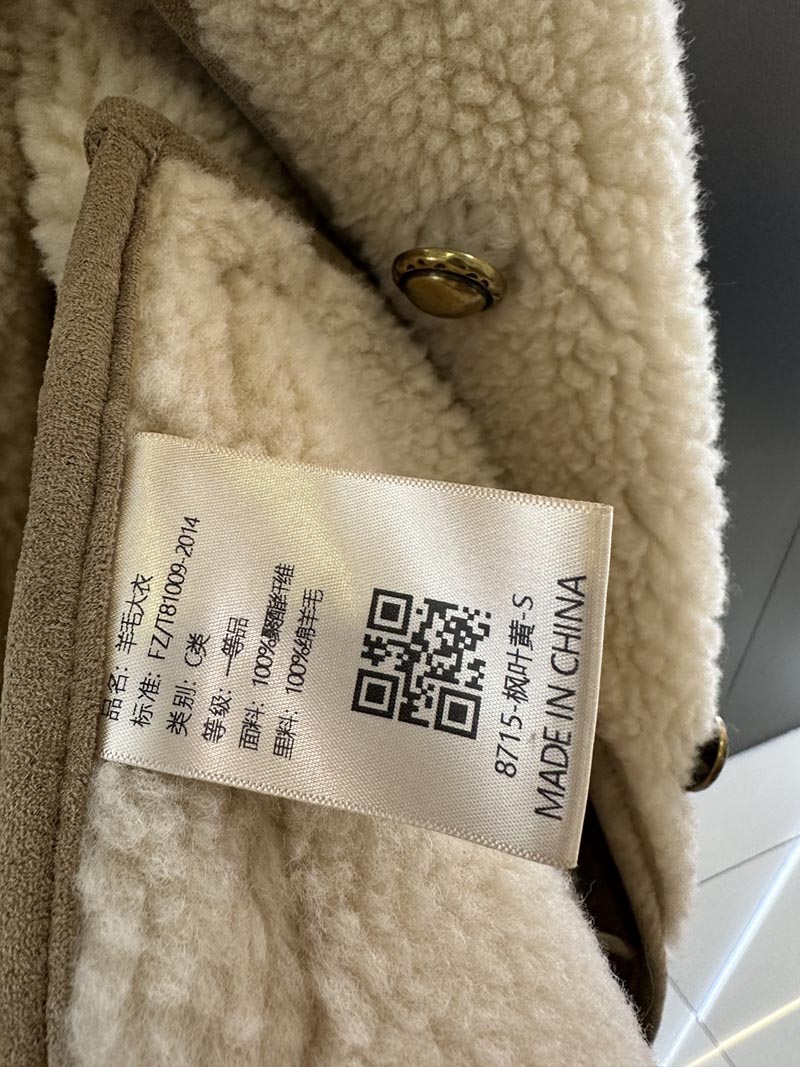 品名: 羊毛大衣
标准: FZ/T81009-2014
类别: C类
等级: 一等品
面料: 100%聚酯纤维
里料: 100%绵羊毛
8715-枫叶黄-S
MADE IN CHINA